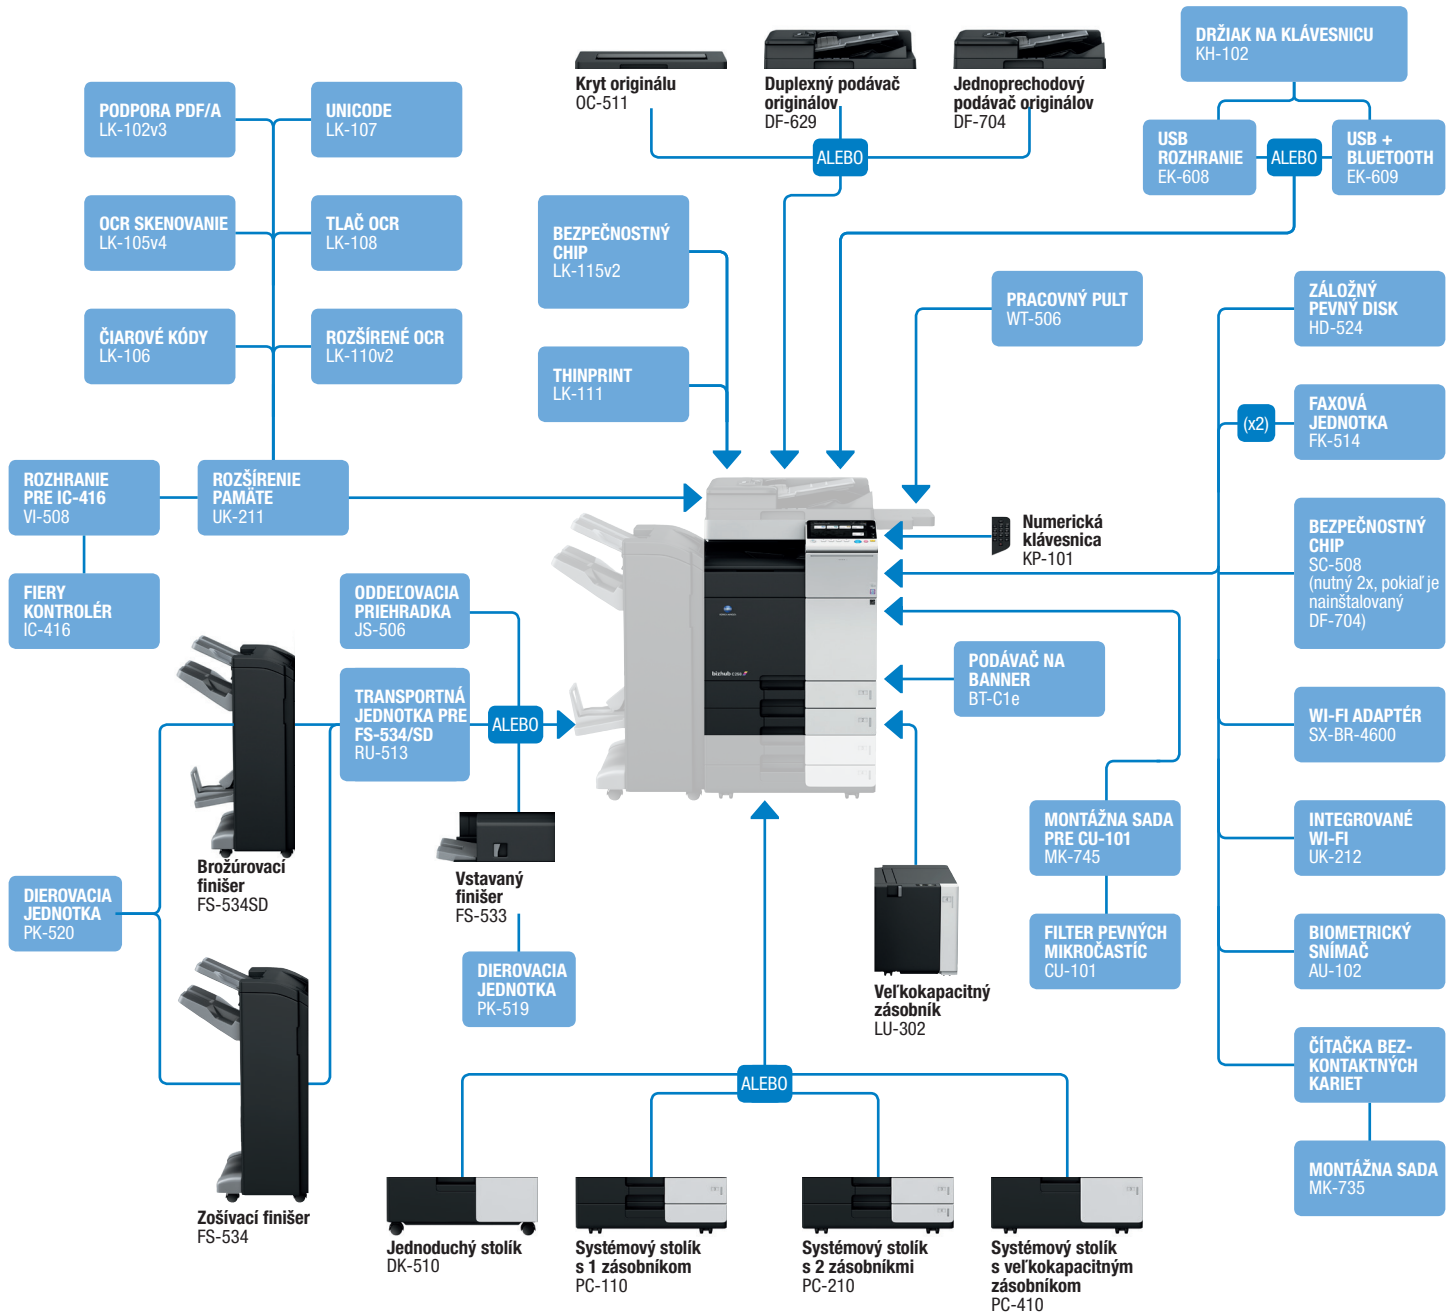 Kryt originálu
OC-511
Duplexný podávač
originálov
DF-629
Jednoprechodový
podávač originálov
DF-704
DRŽIAK NA KLÁVESNICU
KH-102
USB
ROZHRANIE
EK-608
ALEBO
USB +
BLUETOOTH
EK-609
ALEBO
PODPORA PDF/A
LK-102v3
UNICODE
LK-107
OCR SKENOVANIE
LK-105v4
TLAČ OCR
LK-108
ČIAROVÉ KÓDY
LK-106
ROZŠÍRENÉ OCR
LK-110v2
BEZPEČNOSTNÝ
CHIP
LK-115v2
THINPRINT
LK-111
PRACOVNÝ PULT
WT-506
ZÁLOŽNÝ
PEVNÝ DISK
HD-524
(x2)
FAXOVÁ
JEDNOTKA
FK-514
ROZHRANIE
PRE IC-416
VI-508
ROZŠÍRENIE
PAMÄTE
UK-211
FIERY
KONTROLÉR
IC-416
Numerická
klávesnica
KP-101
BEZPEČNOSTNÝ
CHIP
SC-508
(nutný 2x, pokiaľ je
nainštalovaný
DF-704)
ODDEĽOVACIA
PRIEHRADKA
JS-506
TRANSPORTNÁ
JEDNOTKA PRE
FS-534/SD
RU-513
ALEBO
bizhub C258
PODÁVAČ NA
BANNER
BT-C1e
WI-FI ADAPTÉR
SX-BR-4600
MONTÁŽNA SADA
PRE CU-101
MK-745
INTEGROVANÉ
WI-FI
UK-212
Brožúrovací
finišer
FS-534SD
Vstavaný
finišer
FS-533
DIEROVACIA
JEDNOTKA
PK-520
FILTER PEVNÝCH
MIKROČASTÍC
CU-101
BIOMETRICKÝ
SNÍMAČ
AU-102
DIEROVACIA
JEDNOTKA
PK-519
Veľkokapacitný
zásobník
LU-302
ČÍTAČKA BEZ-
KONTAKTNÝCH
KARIET
ALEBO
MONTÁŽNA SADA
MK-735
Zošívací finišer
FS-534
Jednoduchý stolík
DK-510
Systémový stolík
s 1 zásobníkom
PC-110
Systémový stolík
s 2 zásobníkmi
PC-210
Systémový stolík
s veľkokapacitným
zásobníkom
PC-410